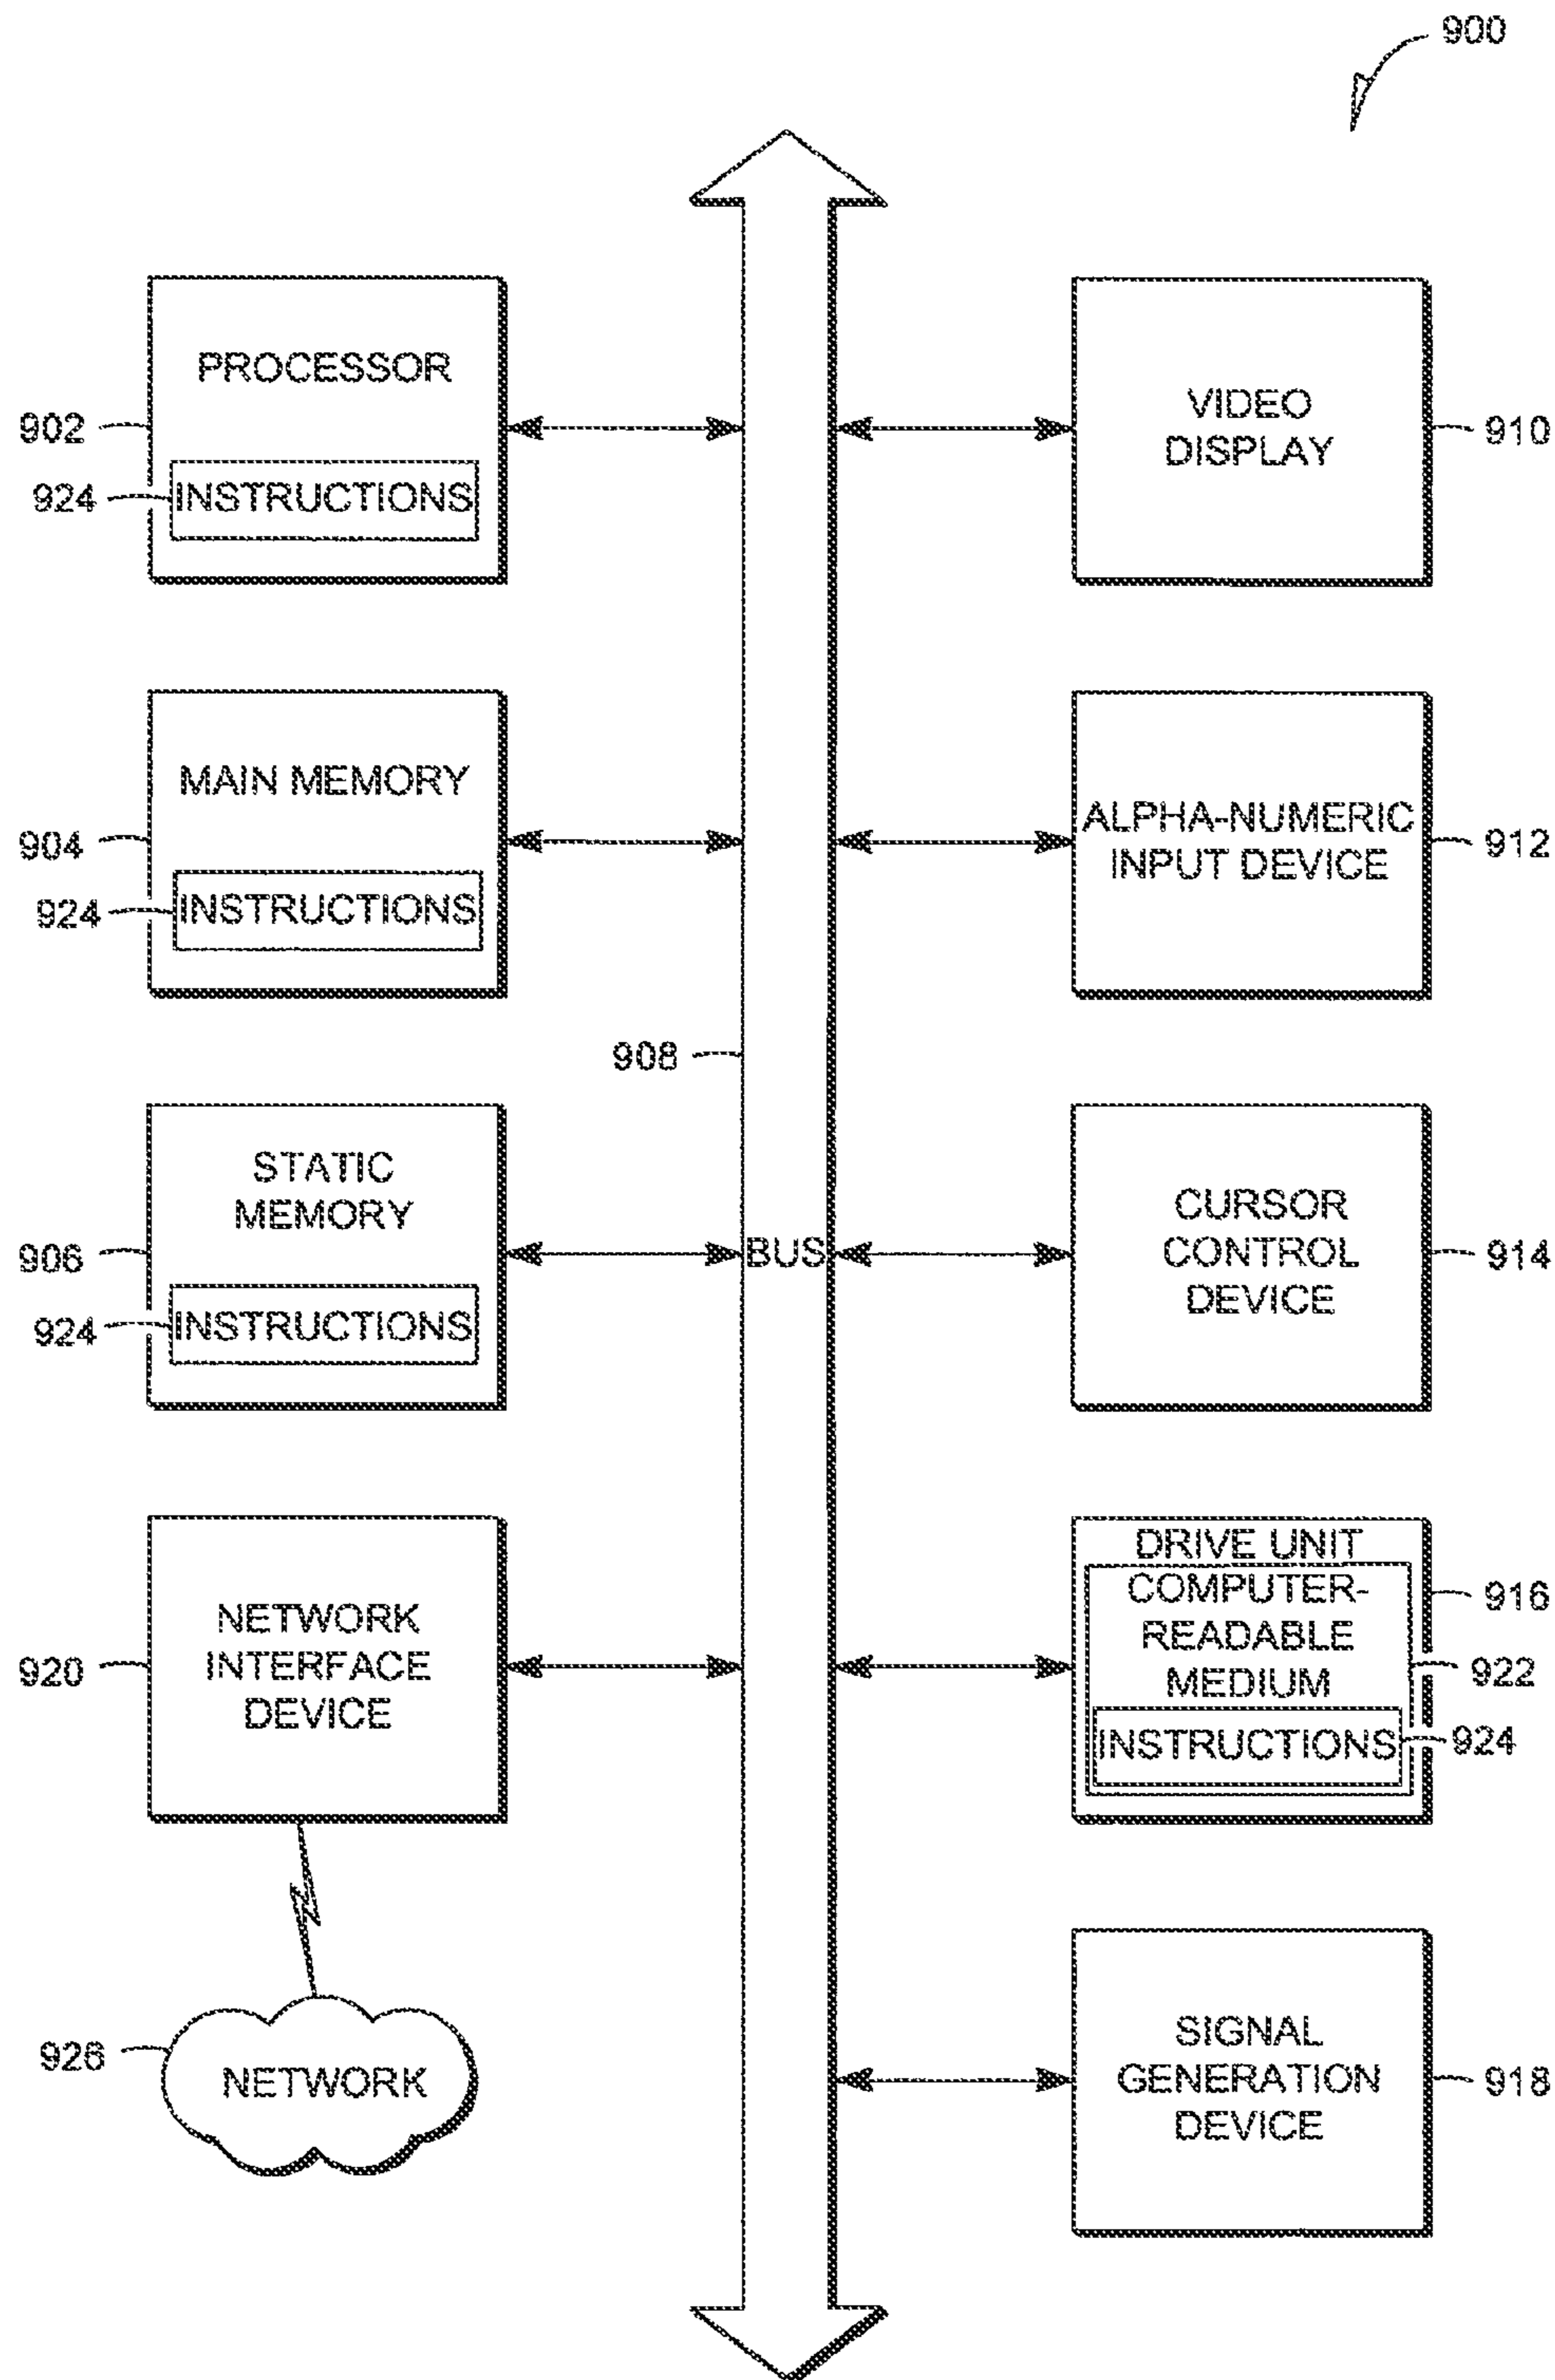 900
PROCESSOR
902
924
INSTRUCTIONS
VIDEO
DISPLAY
910
MAIN MEMORY
904
924
INSTRUCTIONS
ALPHA-NUMERIC
INPUT DEVICE
912
908
BUS
STATIC
MEMORY
906
924
INSTRUCTIONS
CURSOR
CONTROL
DEVICE
914
NETWORK
INTERFACE
DEVICE
920
DRIVE UNIT
COMPUTER-
READABLE
MEDIUM
916
922
INSTRUCTIONS
924
926
NETWORK
SIGNAL
GENERATION
DEVICE
918